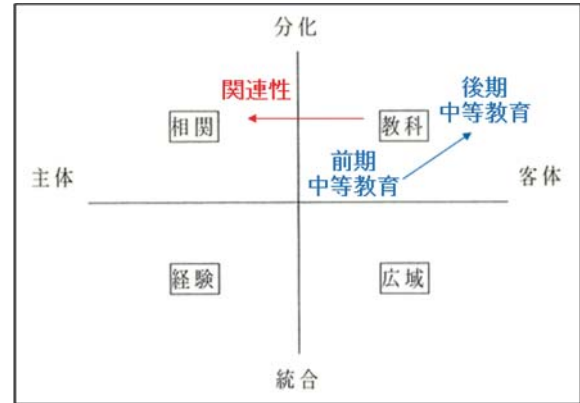 分化
関連性
後期
中等教育
相関
教科
前期
中等教育
主体
客体
経験
広域
統合